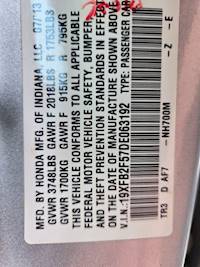 MFD. BY HONDA MFG. OF INDIANA LLC 07/13
GVWR 3748LBS GAWR F 2018LBS R 1753LBS
GVWR 1700KG GAWR F 915KG R 795KG
THIS VEHICLE CONFORMS TO ALL APPLICABLE
FEDERAL MOTOR VEHICLE SAFETY, BUMPER,
AND THEFT PREVENTION STANDARDS IN EFFECT
ON THE DATE OF MANUFACTURE SHOWN ABOVE.
V.I.N.: 19XFB2F57DE063192 TYPE: PASSENGER CAR
NH700M
Z E
TR3 D AF7